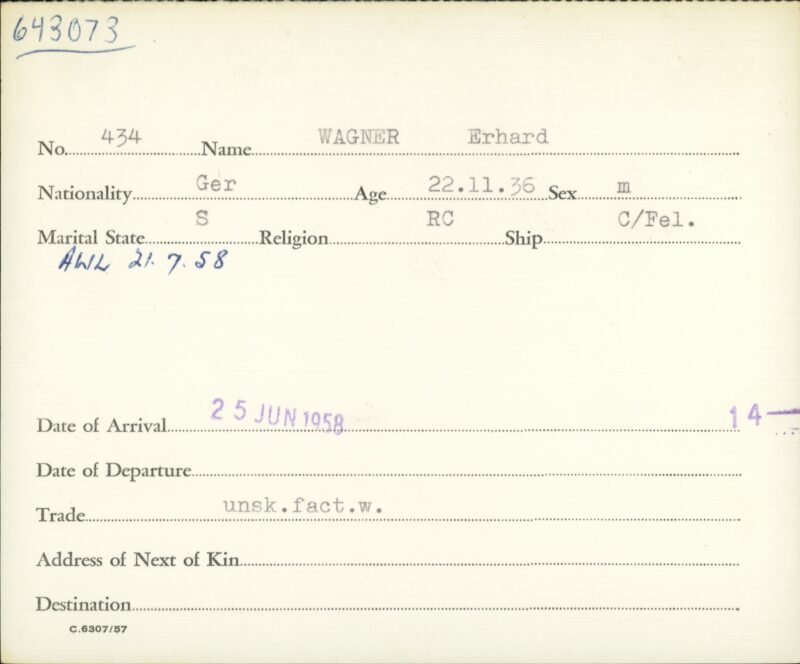 643073
No. 434 Name WAGNER Erhard
Nationality Ger Age 22.11.36 Sex m
Marital State S Religion RC Ship C/Fel.
AWL 21.7.58
Date of Arrival 25 JUN 1958 14—
Date of Departure
Trade unsk.fact.w.
Address of Next of Kin
Destination
C.6307/57